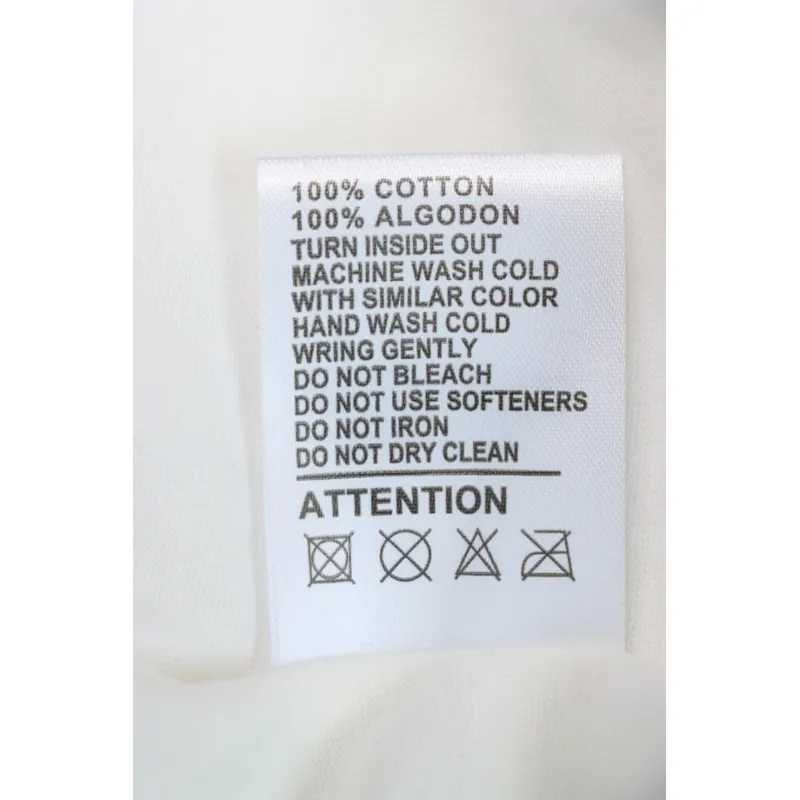 100% COTTON
100% ALGODON
TURN INSIDE OUT
MACHINE WASH COLD
WITH SIMILAR COLOR
HAND WASH COLD
WRING GENTLY
DO NOT BLEACH
DO NOT USE SOFTENERS
DO NOT IRON
DO NOT DRY CLEAN
ATTENTION